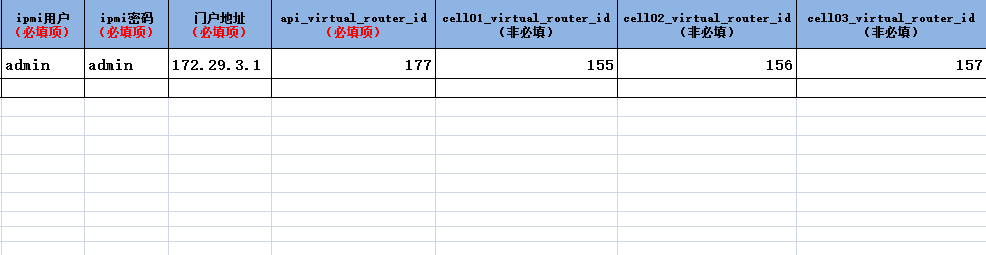 ipmi用户 ipmi密码 门户地址 api_virtual_router_id cell01_virtual_router_id cell02_virtual_router_id cell03_virtual_router_id
（必填项） （必填项） （必填项） （必填项） （非必填） （非必填） （非必填）
admin admin 172.29.3.1 177 155 156 157